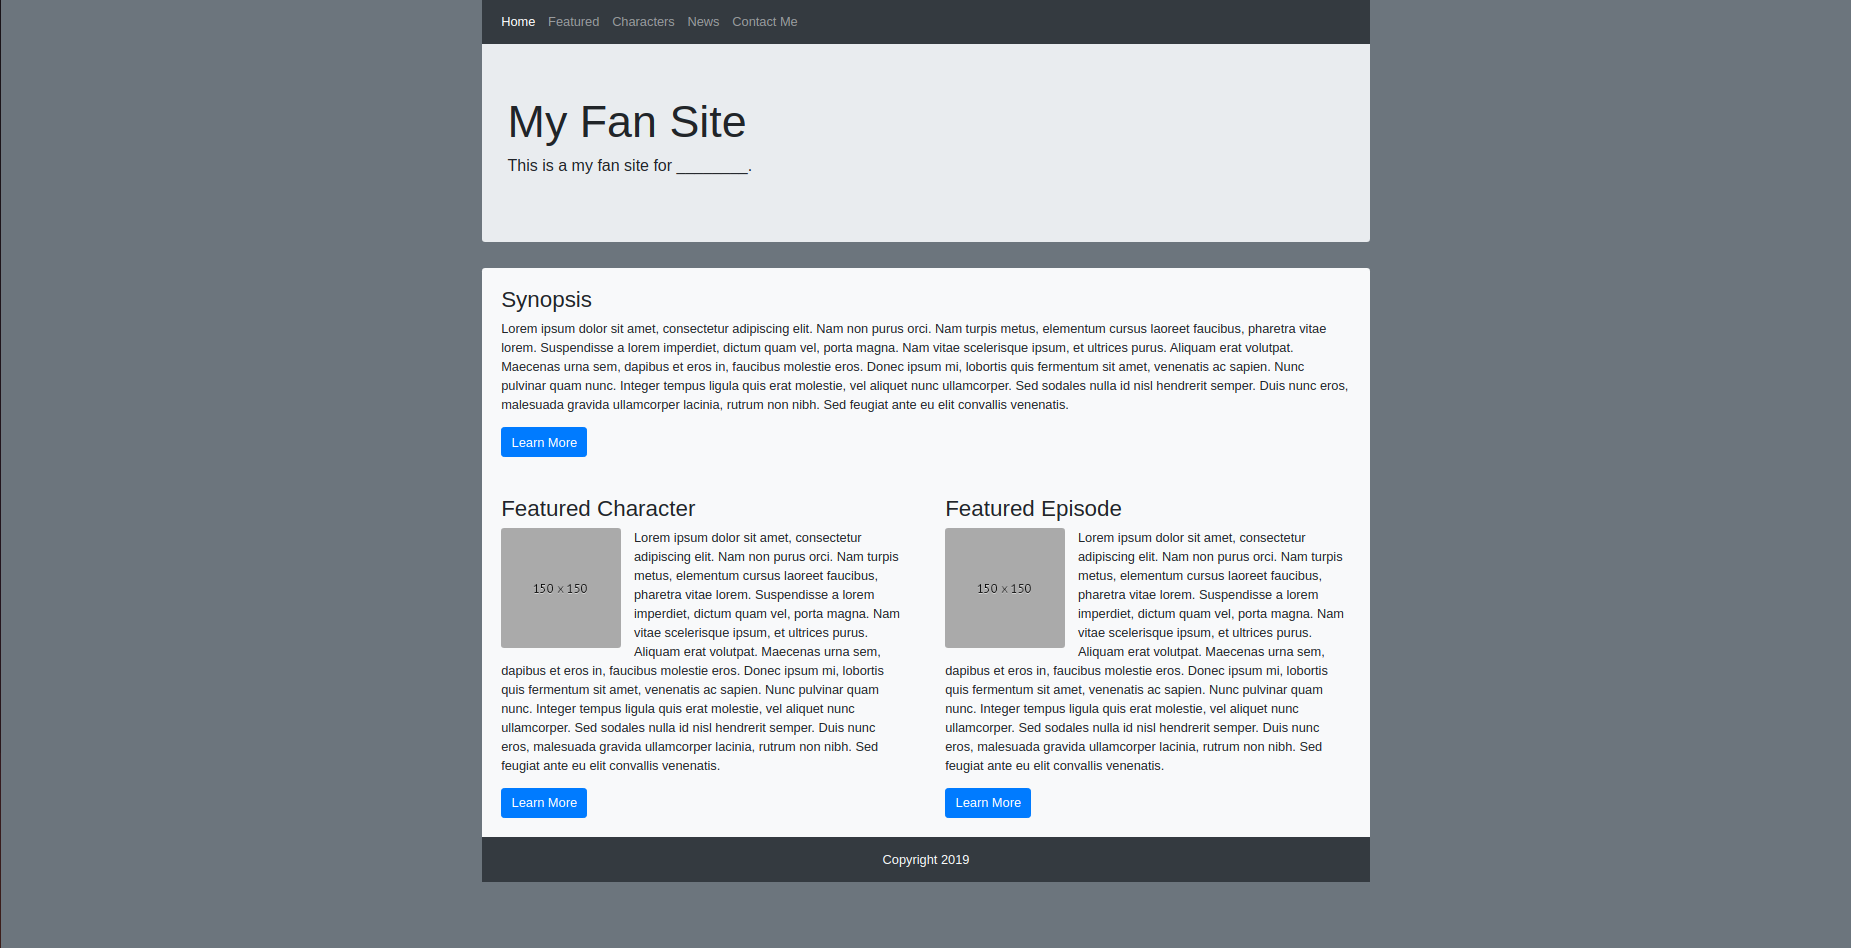 Home Featured Characters News Contact Me
My Fan Site
This is a my fan site for ________.
Synopsis
Lorem ipsum dolor sit amet, consectetur adipiscing elit. Nam non purus orci. Nam turpis metus, elementum cursus laoreet faucibus, pharetra vitae
lorem. Suspendisse a lorem imperdiet, dictum quam vel, porta magna. Nam vitae scelerisque ipsum, et ultrices purus. Aliquam erat volutpat.
Maecenas urna sem, dapibus et eros in, faucibus molestie eros. Donec ipsum mi, lobortis quis fermentum sit amet, venenatis ac sapien. Nunc
pulvinar quam nunc. Integer tempus ligula quis erat molestie, vel aliquet nunc ullamcorper. Sed sodales nulla id nisl hendrerit semper. Duis nunc eros,
malesuada gravida ullamcorper lacinia, rutrum non nibh. Sed feugiat ante eu elit convallis venenatis.
Learn More
Featured Character
150 x 150
Lorem ipsum dolor sit amet, consectetur
adipiscing elit. Nam non purus orci. Nam turpis
metus, elementum cursus laoreet faucibus,
pharetra vitae lorem. Suspendisse a lorem
imperdiet, dictum quam vel, porta magna. Nam
vitae scelerisque ipsum, et ultrices purus.
Aliquam erat volutpat. Maecenas urna sem,
dapibus et eros in, faucibus molestie eros. Donec ipsum mi, lobortis
quis fermentum sit amet, venenatis ac sapien. Nunc pulvinar quam
nunc. Integer tempus ligula quis erat molestie, vel aliquet nunc
ullamcorper. Sed sodales nulla id nisl hendrerit semper. Duis nunc
eros, malesuada gravida ullamcorper lacinia, rutrum non nibh. Sed
feugiat ante eu elit convallis venenatis.
Learn More
Featured Episode
150 x 150
Lorem ipsum dolor sit amet, consectetur
adipiscing elit. Nam non purus orci. Nam turpis
metus, elementum cursus laoreet faucibus,
pharetra vitae lorem. Suspendisse a lorem
imperdiet, dictum quam vel, porta magna. Nam
vitae scelerisque ipsum, et ultrices purus.
Aliquam erat volutpat. Maecenas urna sem,
dapibus et eros in, faucibus molestie eros. Donec ipsum mi, lobortis
quis fermentum sit amet, venenatis ac sapien. Nunc pulvinar quam
nunc. Integer tempus ligula quis erat molestie, vel aliquet nunc
ullamcorper. Sed sodales nulla id nisl hendrerit semper. Duis nunc
eros, malesuada gravida ullamcorper lacinia, rutrum non nibh. Sed
feugiat ante eu elit convallis venenatis.
Learn More
Copyright 2019